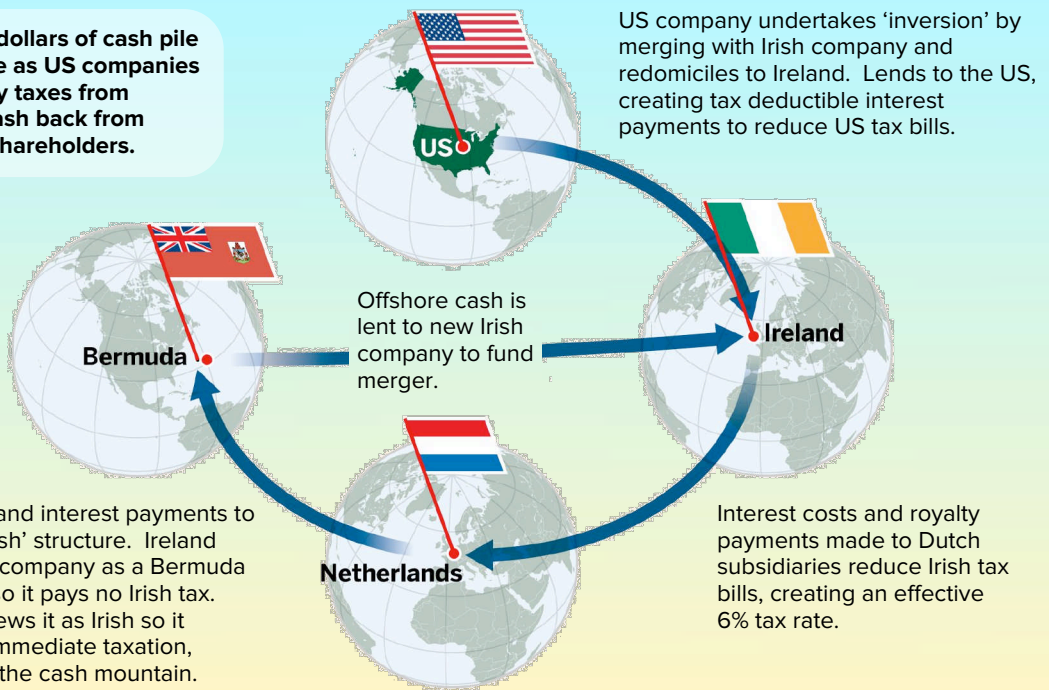 dollars of cash pile
e as US companies
y taxes from
ash back from
shareholders.
US company undertakes ‘inversion’ by
merging with Irish company and
redomiciles to Ireland.  Lends to the US,
creating tax deductible interest
payments to reduce US tax bills.
US
Offshore cash is
lent to new Irish
company to fund
merger.
Ireland
Bermuda
Netherlands
and interest payments to
sh’ structure.  Ireland
company as a Bermuda
so it pays no Irish tax.
ews it as Irish so it
mmediate taxation,
the cash mountain.
Interest costs and royalty
payments made to Dutch
subsidiaries reduce Irish tax
bills, creating an effective
6% tax rate.